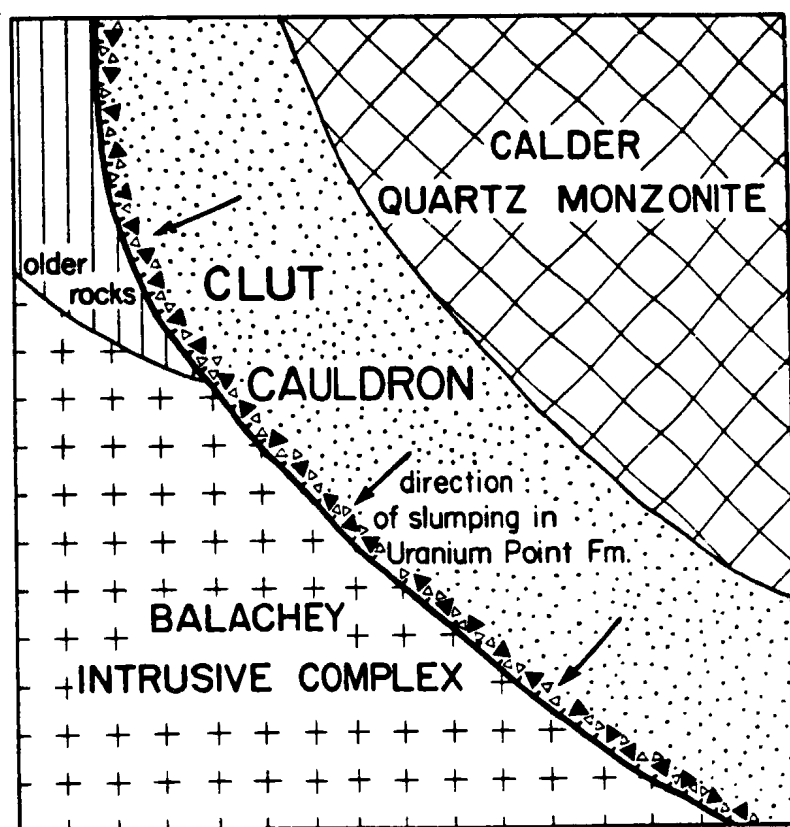 CALDER
QUARTZ MONZONITE
older
rocks
CLUT
CAULDRON
direction
of slumping in
Uranium Point Fm.
BALACHEY
INTRUSIVE COMPLEX